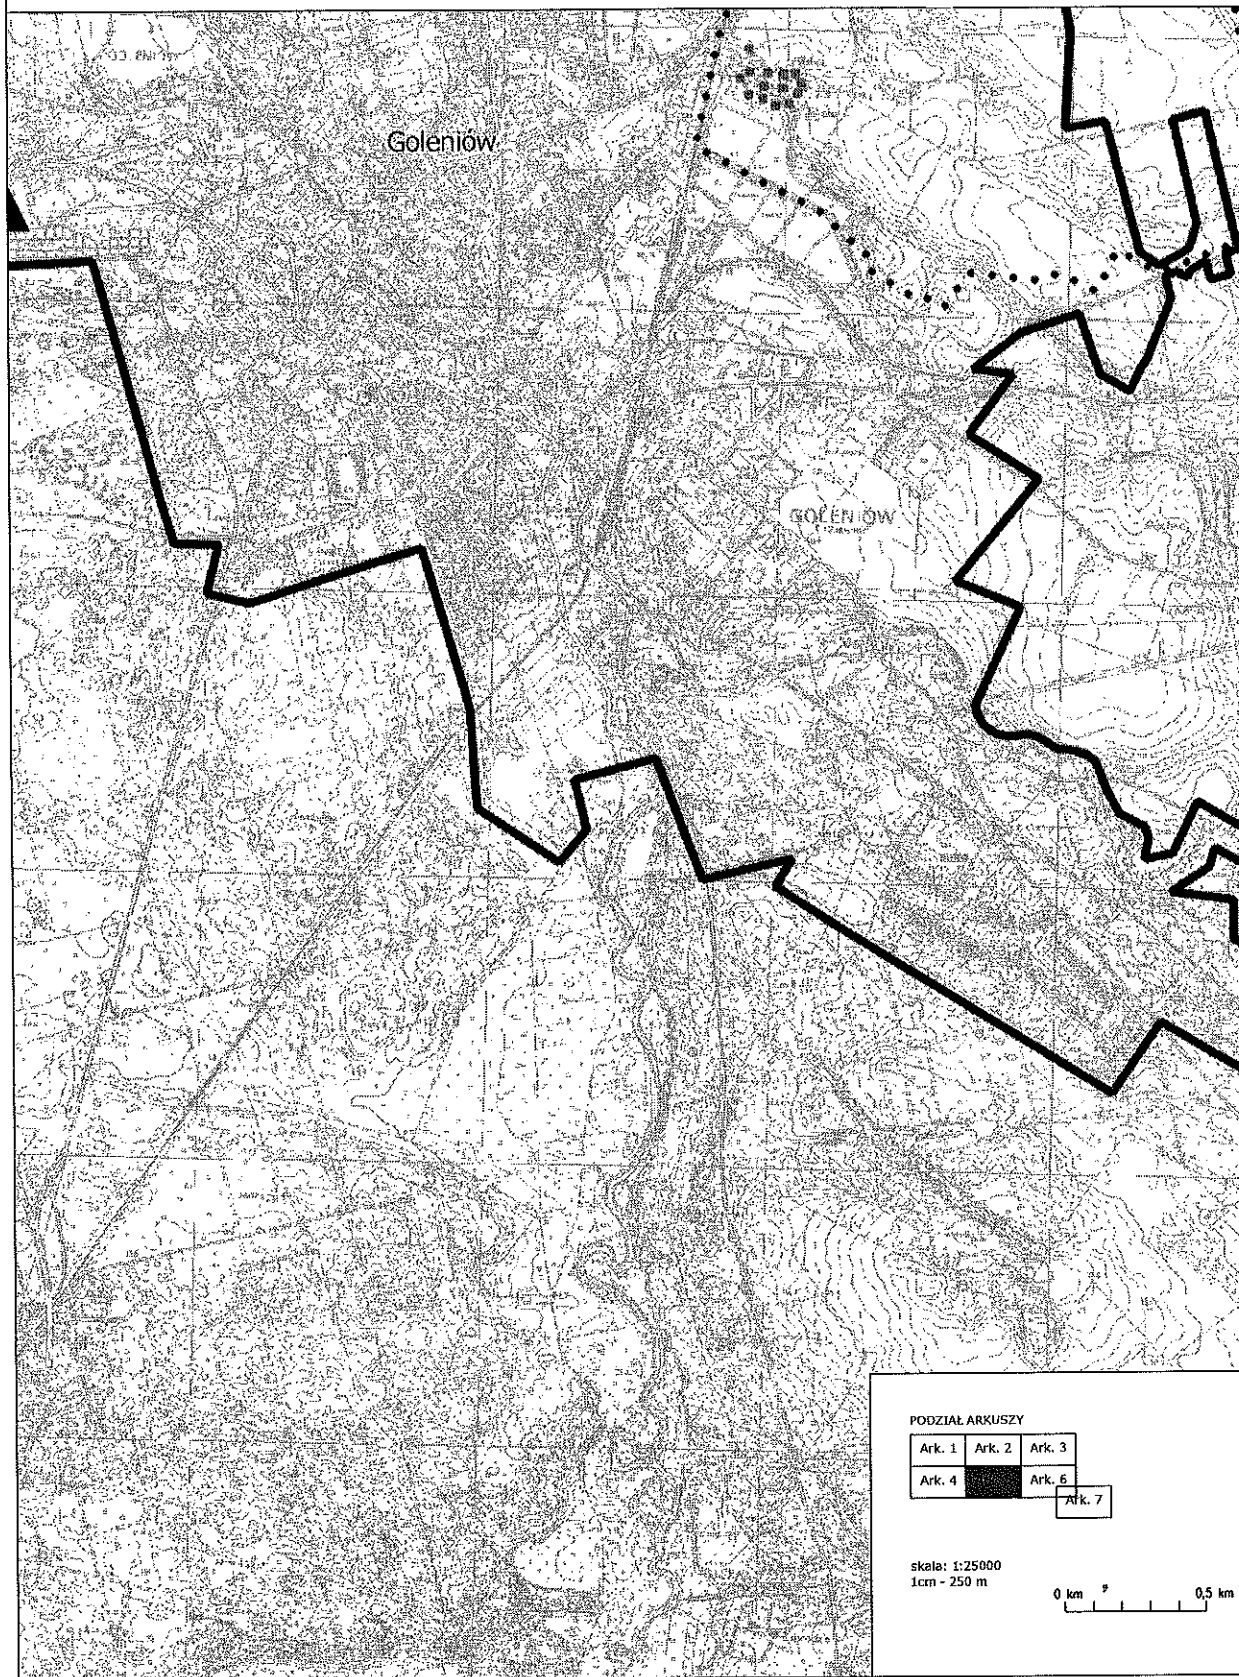 Goleniów
GOLENIÓW
PODZIAŁ ARKUSZY
Ark. 1 Ark. 2 Ark. 3
Ark. 4 Ark. 6
Ark. 7
skala: 1:25000
1cm - 250 m
0 km 0,5 km